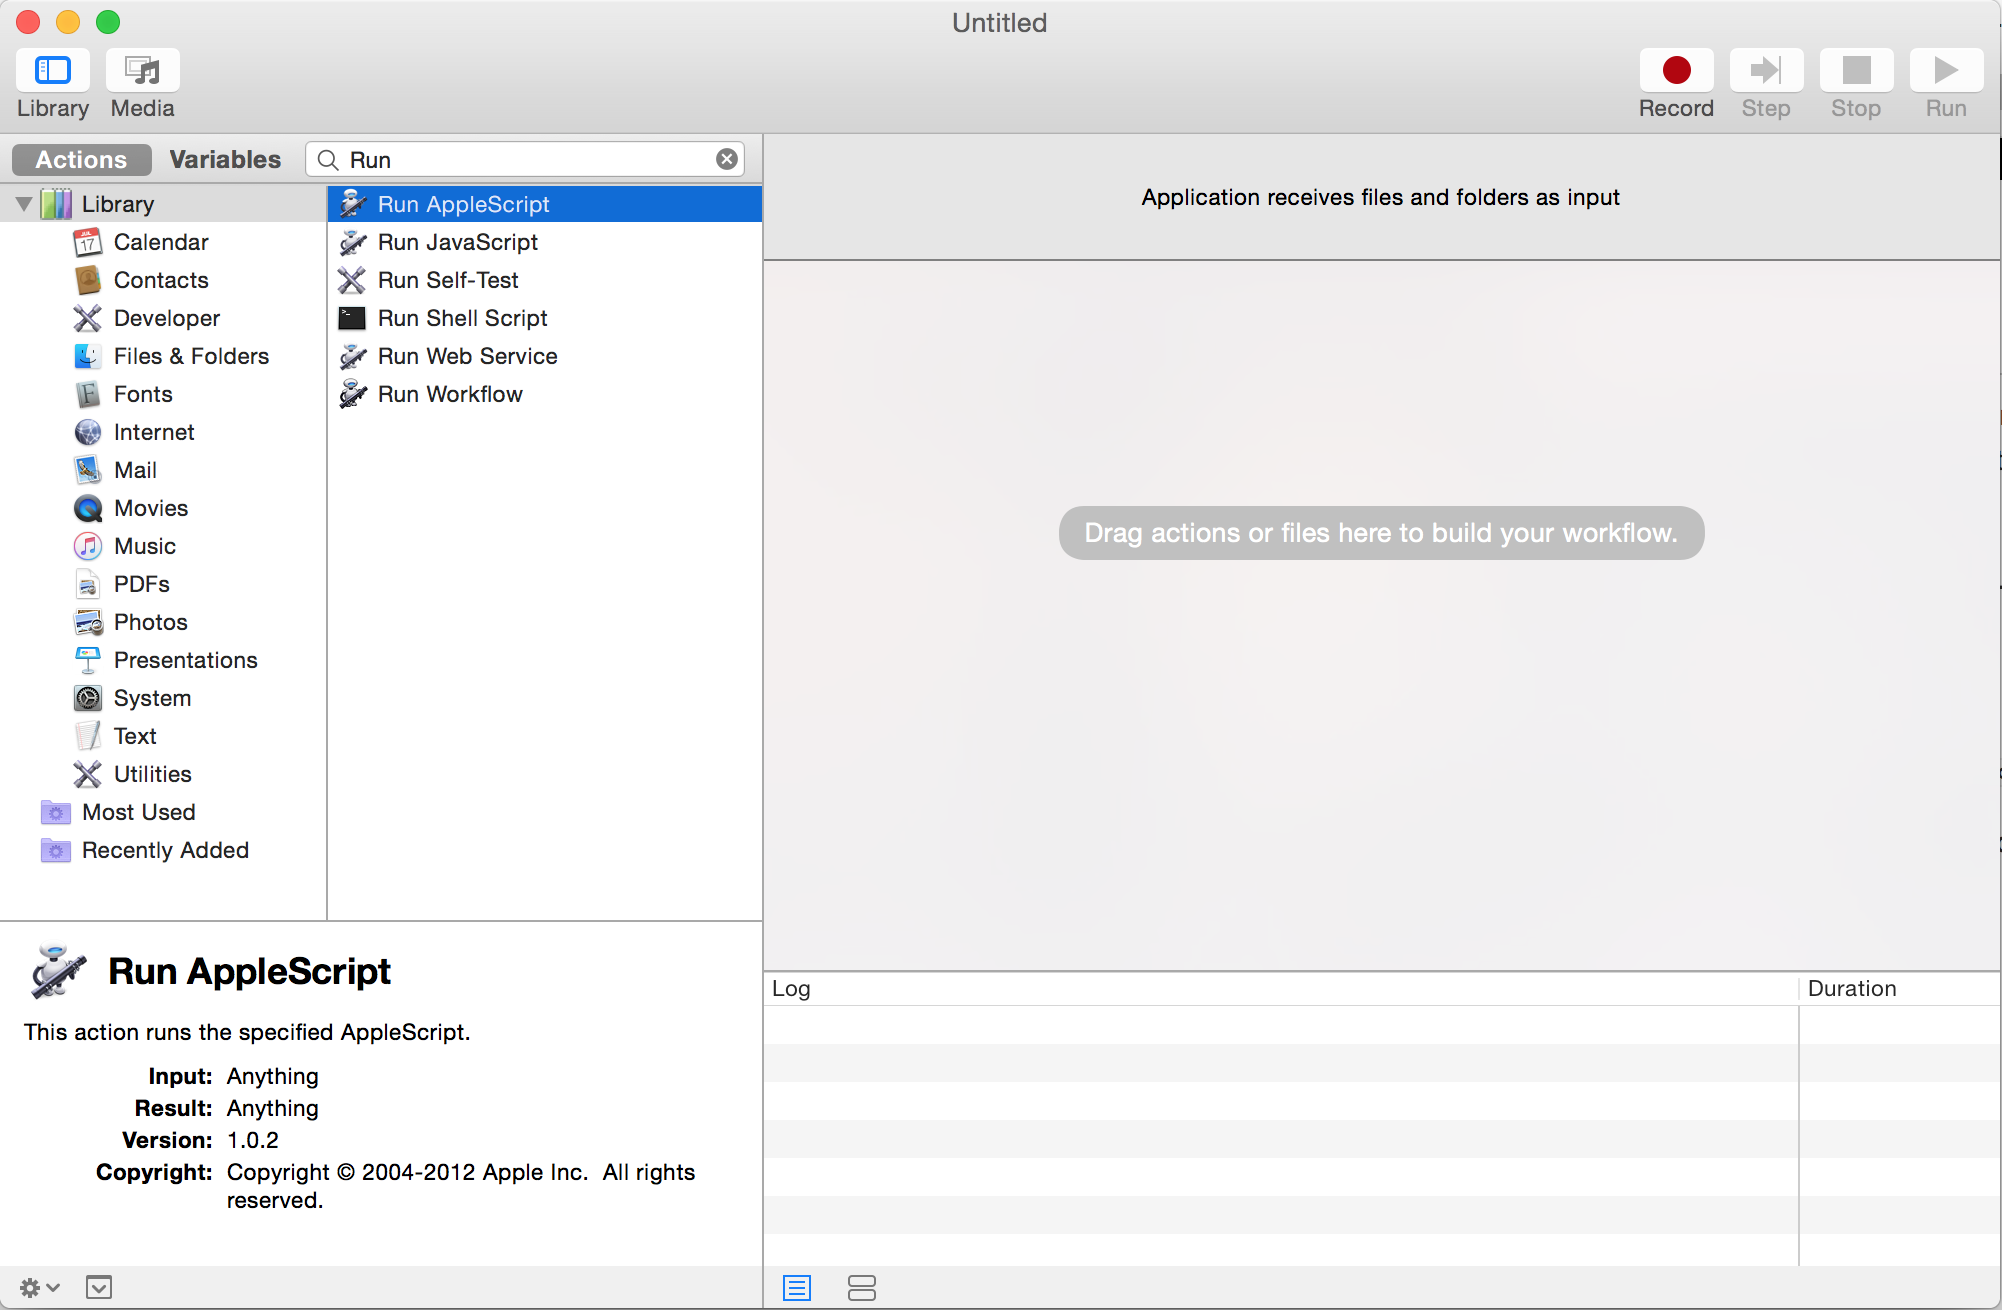 Untitled
Library Media Record Step Stop Run
Actions Variables Run
Application receives files and folders as input
Library
JUL
17
Calendar
Contacts
Developer
Files & Folders
Fonts
Internet
Mail
Movies
Music
PDFs
Photos
Presentations
System
Text
Utilities
Most Used
Recently Added
Run AppleScript
Run JavaScript
Run Self-Test
Run Shell Script
Run Web Service
Run Workflow
Drag actions or files here to build your workflow.
Run AppleScript
This action runs the specified AppleScript.
Input: Anything
Result: Anything
Version: 1.0.2
Copyright: Copyright © 2004-2012 Apple Inc. All rights
reserved.
Log Duration